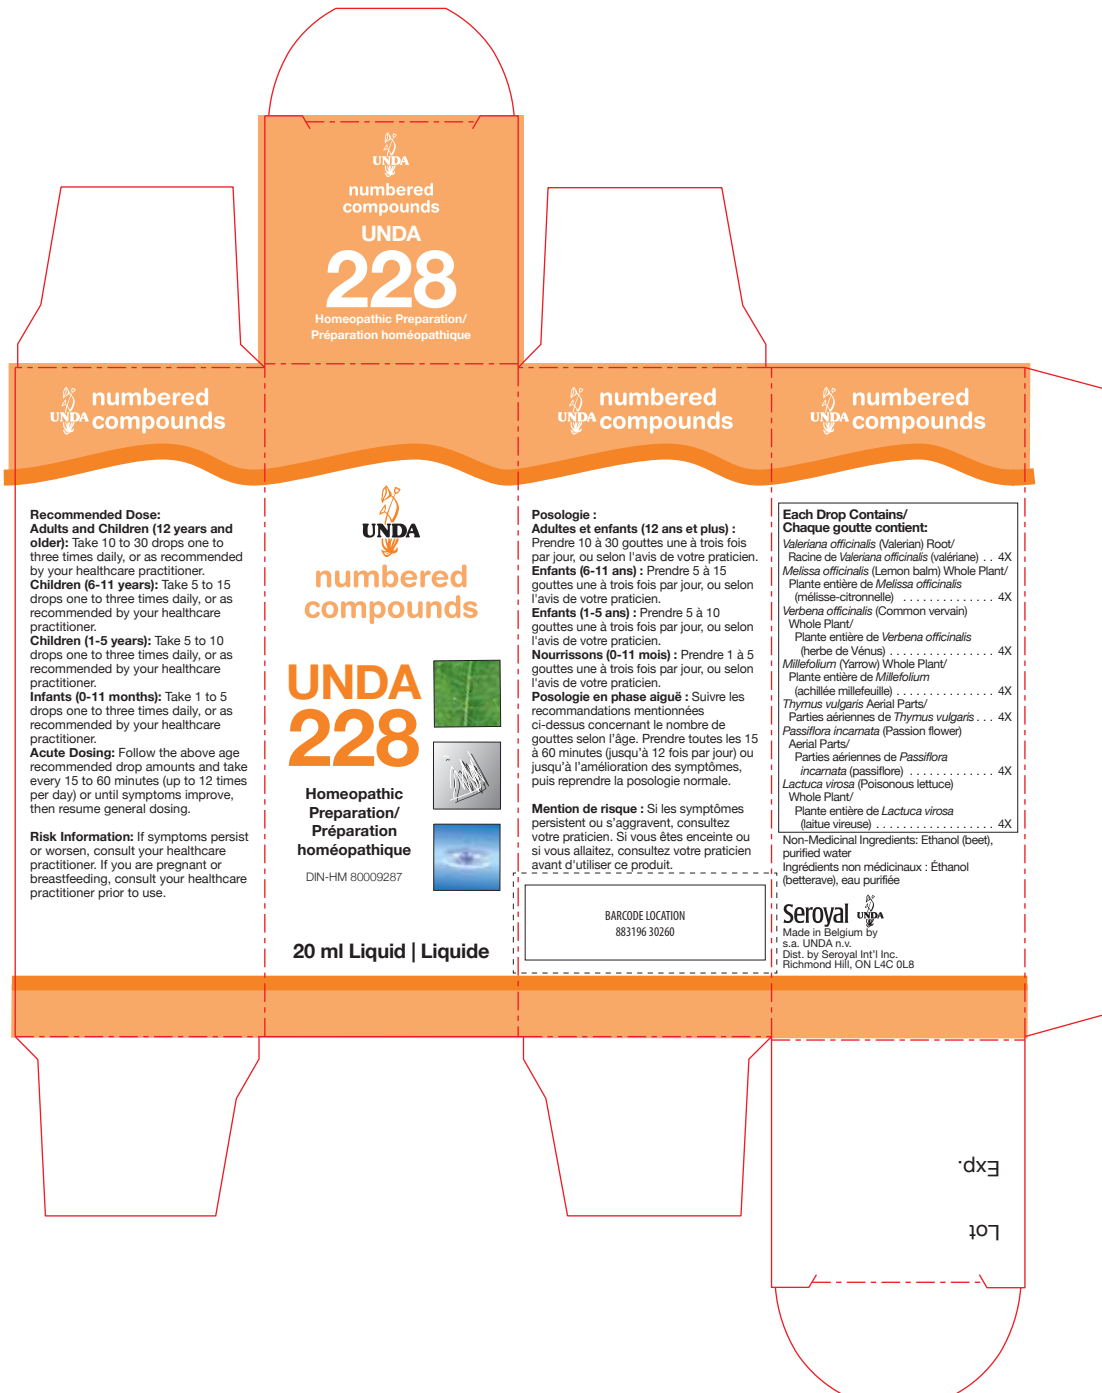 UNDA
numbered
compounds
UNDA
228
Homeopathic Preparation/
Préparation homéopathique
UNDA
numbered
compounds
Recommended Dose:
Adults and Children (12 years and
older): Take 10 to 30 drops one to
three times daily, or as recommended
by your healthcare practitioner.
Children (6-11 years): Take 5 to 15
drops one to three times daily, or as
recommended by your healthcare
practitioner.
Children (1-5 years): Take 5 to 10
drops one to three times daily, or as
recommended by your healthcare
practitioner.
Infants (0-11 months): Take 1 to 5
drops one to three times daily, or as
recommended by your healthcare
practitioner.
Acute Dosing: Follow the above age
recommended drop amounts and take
every 15 to 60 minutes (up to 12 times
per day) or until symptoms improve,
then resume general dosing.
Risk Information: If symptoms persist
or worsen, consult your healthcare
practitioner. If you are pregnant or
breastfeeding, consult your healthcare
practitioner prior to use.
UNDA
numbered
compounds
UNDA
228
Homeopathic
Preparation/
Préparation
homéopathique
DIN-HM 80009287
20 ml Liquid | Liquide
UNDA
numbered
compounds
Posologie :
Adultes et enfants (12 ans et plus) :
Prendre 10 à 30 gouttes une à trois fois
par jour, ou selon l'avis de votre praticien.
Enfants (6-11 ans) : Prendre 5 à 15
gouttes une à trois fois par jour, ou selon
l'avis de votre praticien.
Enfants (1-5 ans) : Prendre 5 à 10
gouttes une à trois fois par jour, ou selon
l'avis de votre praticien.
Nourrissons (0-11 mois) : Prendre 1 à 5
gouttes une à trois fois par jour, ou selon
l'avis de votre praticien.
Posologie en phase aiguë : Suivre les
recommandations mentionnées
ci-dessus concernant le nombre de
gouttes selon l'âge. Prendre toutes les 15
à 60 minutes (jusqu'à 12 fois par jour) ou
jusqu'à l'amélioration des symptômes,
puis reprendre la posologie normale.
Mention de risque : Si les symptômes
persistent ou s'aggravent, consultez
votre praticien. Si vous êtes enceinte ou
si vous allaitez, consultez votre praticien
avant d'utiliser ce produit.
BARCODE LOCATION
883196 30260
UNDA
numbered
compounds
Each Drop Contains/
Chaque goutte contient:
Valeriana officinalis (Valerian) Root/
Racine de Valeriana officinalis (valériane) . . 4X
Melissa officinalis (Lemon balm) Whole Plant/
Plante entière de Melissa officinalis
(mélisse-citronnelle) . . . . . . . . . . . . . . 4X
Verbena officinalis (Common vervain)
Whole Plant/
Plante entière de Verbena officinalis
(herbe de Vénus) . . . . . . . . . . . . . . . . 4X
Millefolium (Yarrow) Whole Plant/
Plante entière de Millefolium
(achillée millefeuille) . . . . . . . . . . . . . . . 4X
Thymus vulgaris Aerial Parts/
Parties aériennes de Thymus vulgaris . . . 4X
Passiflora incarnata (Passion flower)
Aerial Parts/
Parties aériennes de Passiflora
incarnata (passiflore) . . . . . . . . . . . . . 4X
Lactuca virosa (Poisonous lettuce)
Whole Plant/
Plante entière de Lactuca virosa
(laitue vireuse) . . . . . . . . . . . . . . . . . . 4X
Non-Medicinal Ingredients: Ethanol (beet),
purified water
Ingrédients non médicinaux : Éthanol
(betterave), eau purifiée
Seroyal UNDA
Made in Belgium by
s.a. UNDA n.v.
Dist. by Seroyal Int'l Inc.
Richmond Hill, ON L4C 0L8
Exp.
Lot